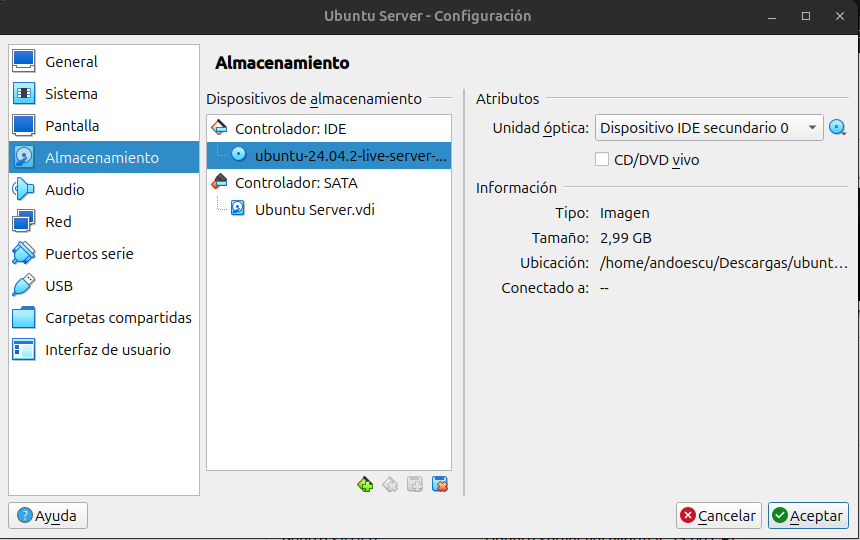 Ubuntu Server - Configuración
General
Sistema
Pantalla
Almacenamiento
Audio
Red
Puertos serie
USB
Carpetas compartidas
Interfaz de usuario
Almacenamiento
Dispositivos de almacenamiento
Controlador: IDE
ubuntu-24.04.2-live-server-...
Controlador: SATA
Ubuntu Server.vdi
Atributos
Unidad óptica: Dispositivo IDE secundario 0
CD/DVD vivo
Información
Tipo: Imagen
Tamaño: 2,99 GB
Ubicación: /home/andoescu/Descargas/ubunt...
Conectado a: --
Ayuda
Cancelar
Aceptar